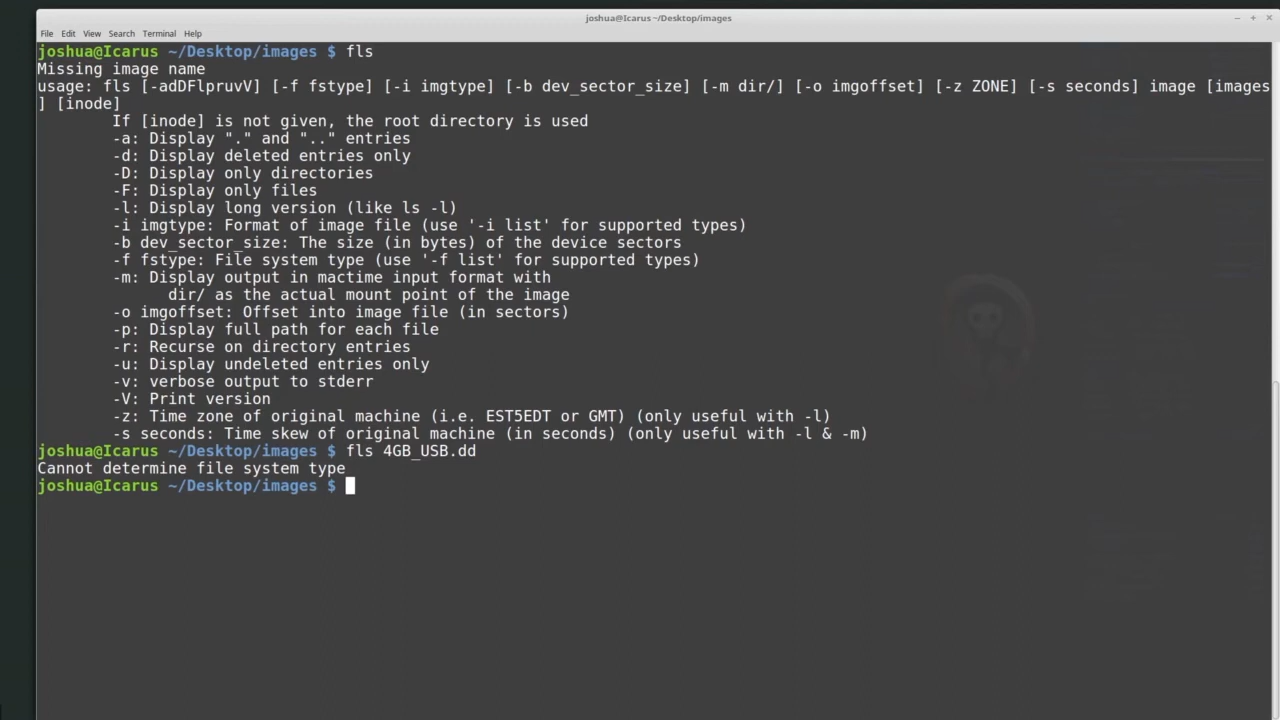 joshua@Icarus ~/Desktop/images
File Edit View Search Terminal Help
joshua@Icarus ~/Desktop/images $ fls
Missing image name
usage: fls [-adDFlpruvV] [-f fstype] [-i imgtype] [-b dev_sector_size] [-m dir/] [-o imgoffset] [-z ZONE] [-s seconds] image [images
] [inode]
If [inode] is not given, the root directory is used
-a: Display "." and ".." entries
-d: Display deleted entries only
-D: Display only directories
-F: Display only files
-l: Display long version (like ls -l)
-i imgtype: Format of image file (use '-i list' for supported types)
-b dev_sector_size: The size (in bytes) of the device sectors
-f fstype: File system type (use '-f list' for supported types)
-m: Display output in mactime input format with
dir/ as the actual mount point of the image
-o imgoffset: Offset into image file (in sectors)
-p: Display full path for each file
-r: Recurse on directory entries
-u: Display undeleted entries only
-v: verbose output to stderr
-V: Print version
-z: Time zone of original machine (i.e. EST5EDT or GMT) (only useful with -l)
-s seconds: Time skew of original machine (in seconds) (only useful with -l & -m)
joshua@Icarus ~/Desktop/images $ fls 4GB_USB.dd
Cannot determine file system type
joshua@Icarus ~/Desktop/images $